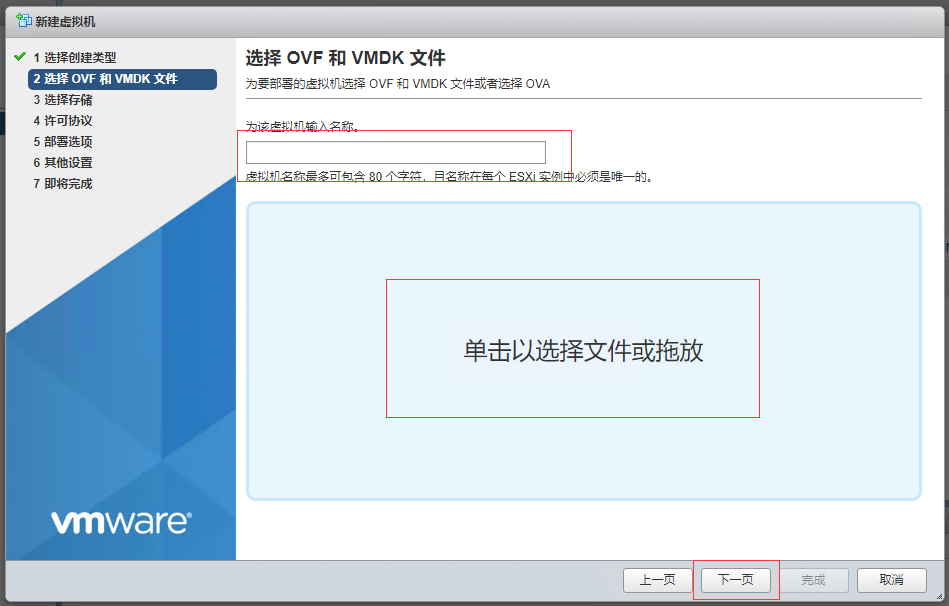 新建虚拟机
1 选择创建类型
2 选择 OVF 和 VMDK 文件
3 选择存储
4 许可协议
5 部署选项
6 其他设置
7 即将完成
vmware®
选择 OVF 和 VMDK 文件
为要部署的虚拟机选择 OVF 和 VMDK 文件或者选择 OVA
为该虚拟机输入名称。
虚拟机名称最多可包含 80 个字符，且名称在每个 ESXi 实例中必须是唯一的。
单击以选择文件或拖放
上一页
下一页
完成
取消